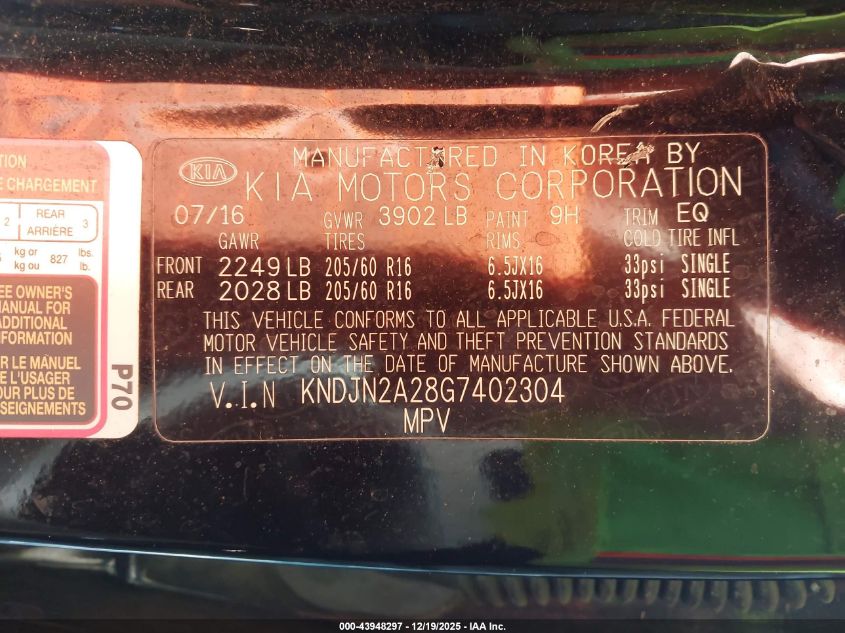 TION
E CHARGEMENT
2 REAR ARRIÈRE 3
kg or kg ou 827 lbs. lb.
EE OWNER'S
MANUAL FOR
ADDITIONAL
INFORMATION
R LE MANUEL
E L'USAGER
POUR PLUS DE
SEIGNEMENTS
P70
KIA
MANUFACTURED IN KOREA BY
KIA MOTORS CORPORATION
07/16 GVWR 3902 LB PAINT 9H TRIM EQ
GAWR TIRES RIMS COLD TIRE INFL
FRONT 2249 LB 205/60 R16 6.5JX16 33psi SINGLE
REAR 2028 LB 205/60 R16 6.5JX16 33psi SINGLE
THIS VEHICLE CONFORMS TO ALL APPLICABLE U.S.A. FEDERAL
MOTOR VEHICLE SAFETY AND THEFT PREVENTION STANDARDS
IN EFFECT ON THE DATE OF MANUFACTURE SHOWN ABOVE.
V.I.N KNDJN2A28G7402304
MPV
000-43948297 - 12/19/2025 - IAA Inc.